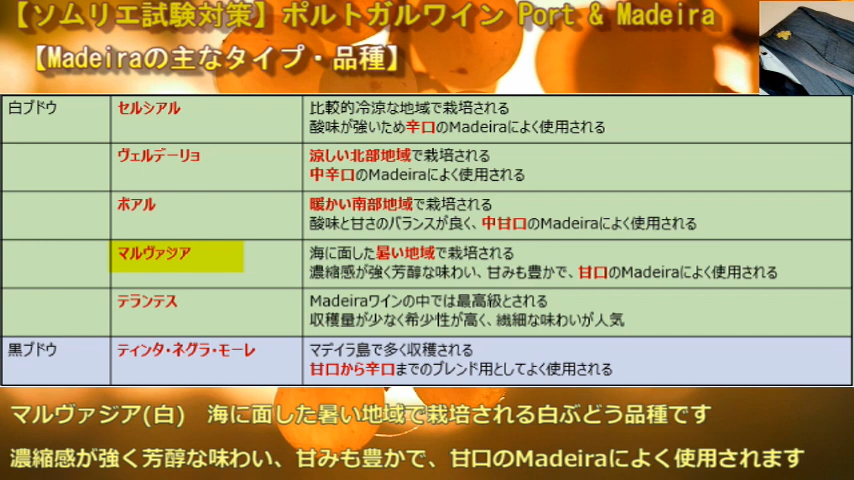 【ソムリエ試験対策】ポルトガルワイン Port & Madeira
【Madeiraの主なタイプ・品種】
白ブドウ
セルシアル
比較的冷涼な地域で栽培される
酸味が強いため辛口のMadeiraによく使用される
ヴェルデーリョ
涼しい北部地域で栽培される
中辛口のMadeiraによく使用される
ボアル
暖かい南部地域で栽培される
酸味と甘さのバランスが良く、中甘口のMadeiraによく使用される
マルヴァジア
海に面した暑い地域で栽培される
濃縮感が強く芳醇な味わい、甘みも豊かで、甘口のMadeiraによく使用される
テランテス
Madeiraワインの中では最高級とされる
収穫量が少なく希少性が高く、繊細な味わいが人気
黒ブドウ
ティンタ・ネグラ・モーレ
マデイラ島で多く収穫される
甘口から辛口までのブレンド用としてよく使用される
マルヴァジア(白) 海に面した暑い地域で栽培される白ぶどう品種です
濃縮感が強く芳醇な味わい、甘みも豊かで、甘口のMadeiraによく使用されます